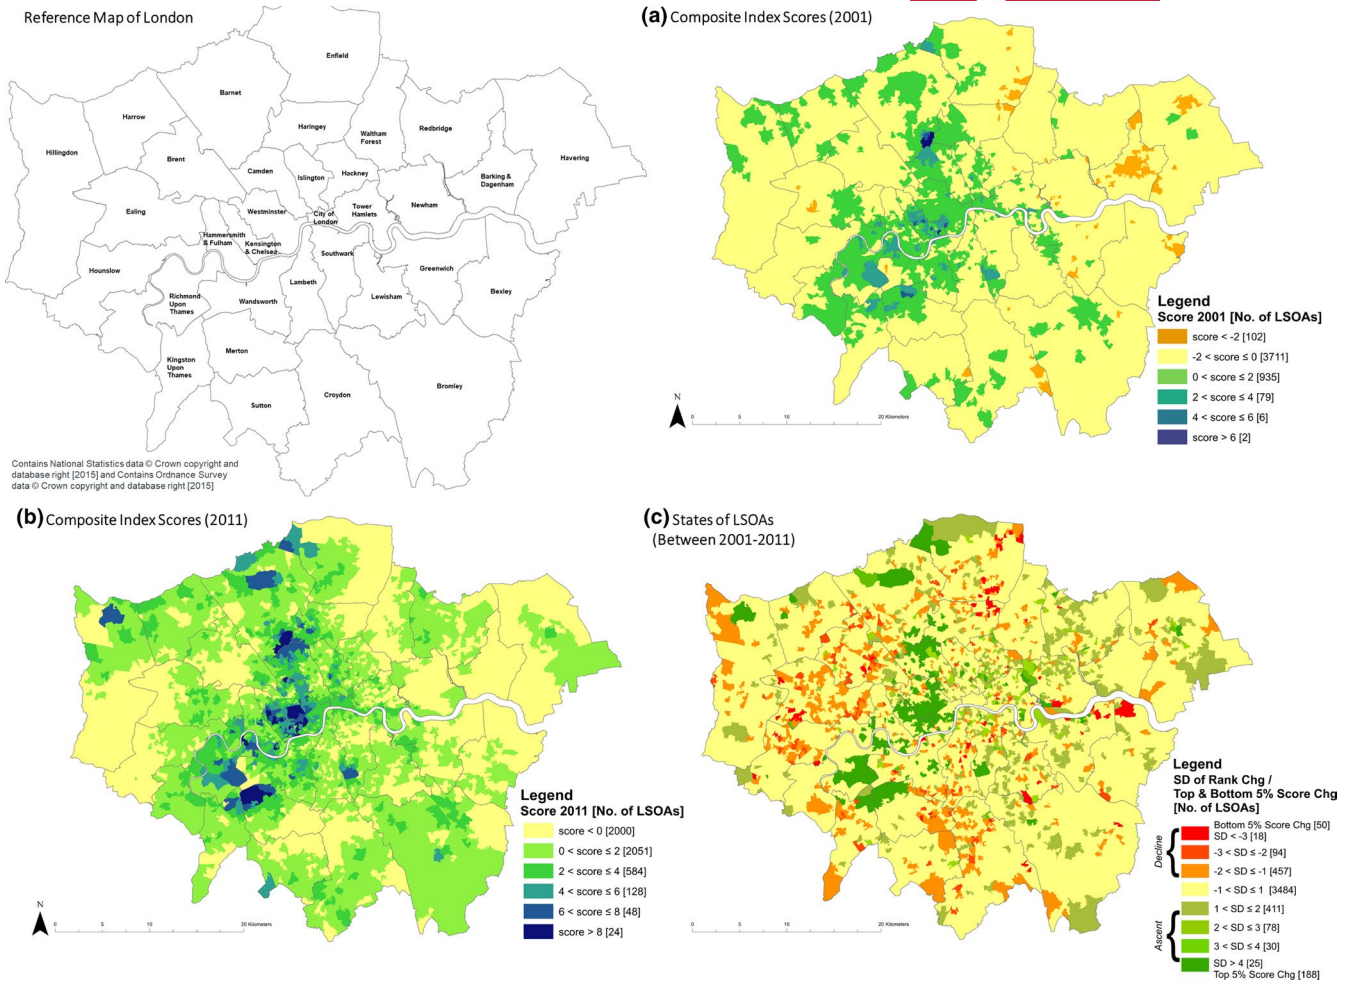 Reference Map of London
Enfield
Barnet
Harrow
Haringey
Waltham
Forest
Redbridge
Hillingdon
Brent
Havering
Camden
Islington
Hackney
Barking &
Dagenham
Ealing
Westminster
City of
London
Tower
Hamlets
Newham
Hammersmith
& Fulham
Kensington
& Chelsea
Hounslow
Southwark
Greenwich
Richmond
Upon
Thames
Wandsworth
Lambeth
Lewisham
Bexley
Merton
Kingston
Upon
Thames
Sutton
Croydon
Bromley
Contains National Statistics data © Crown copyright and
database right [2015] and Contains Ordnance Survey
data © Crown copyright and database right [2015]
(a) Composite Index Scores (2001)
Legend
Score 2001 [No. of LSOAs]
score < -2 [102]
-2 < score ≤ 0 [3711]
0 < score ≤ 2 [935]
2 < score ≤ 4 [79]
4 < score ≤ 6 [6]
score > 6 [2]
N
0 5 10 20 Kilometers
(b) Composite Index Scores (2011)
Legend
Score 2011 [No. of LSOAs]
score < 0 [2000]
0 < score ≤ 2 [2051]
2 < score ≤ 4 [584]
4 < score ≤ 6 [128]
6 < score ≤ 8 [48]
score > 8 [24]
N
0 5 10 20 Kilometers
(c) States of LSOAs
(Between 2001-2011)
Legend
SD of Rank Chg /
Top & Bottom 5% Score Chg
[No. of LSOAs]
Decline
Bottom 5% Score Chg [50]
SD < -3 [18]
-3 < SD ≤ -2 [94]
-2 < SD ≤ -1 [457]
-1 < SD ≤ 1 [3484]
Ascent
1 < SD ≤ 2 [411]
2 < SD ≤ 3 [78]
3 < SD ≤ 4 [30]
SD > 4 [25]
Top 5% Score Chg [188]
N
0 5 10 20 Kilometers